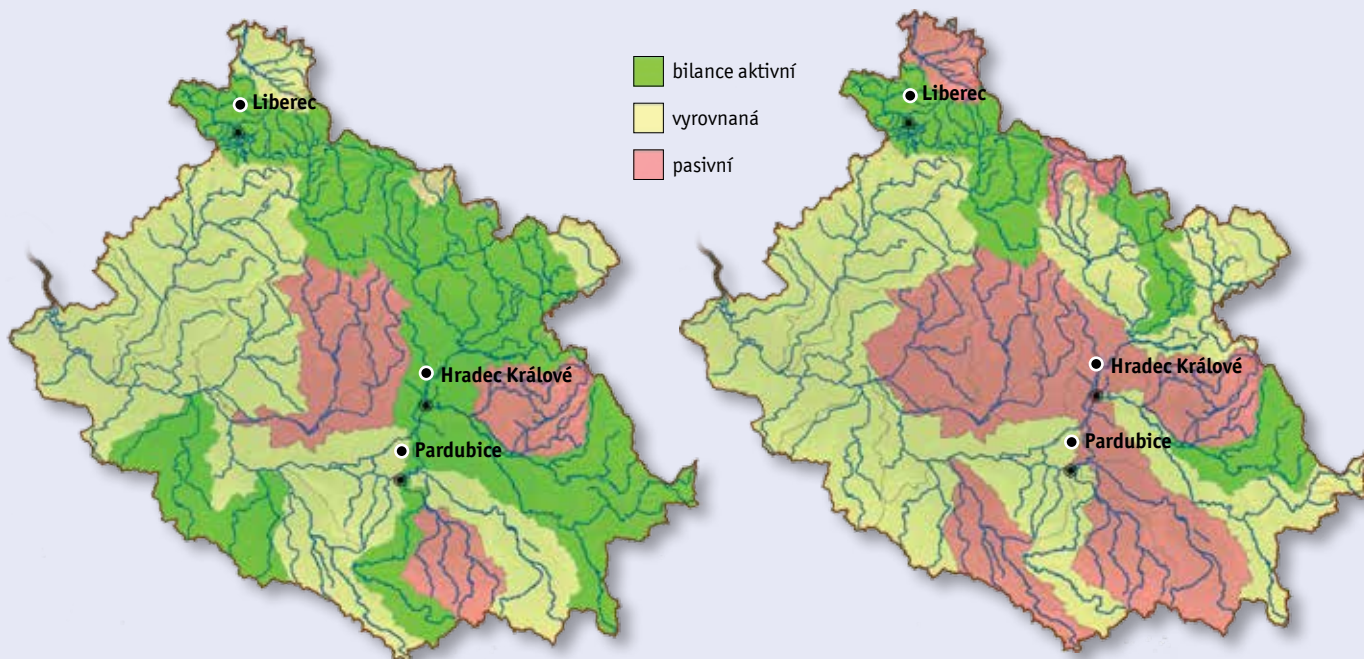 Liberec
Hradec Králové
Pardubice
bilance aktivní
vyrovnaná
pasivní
Liberec
Hradec Králové
Pardubice